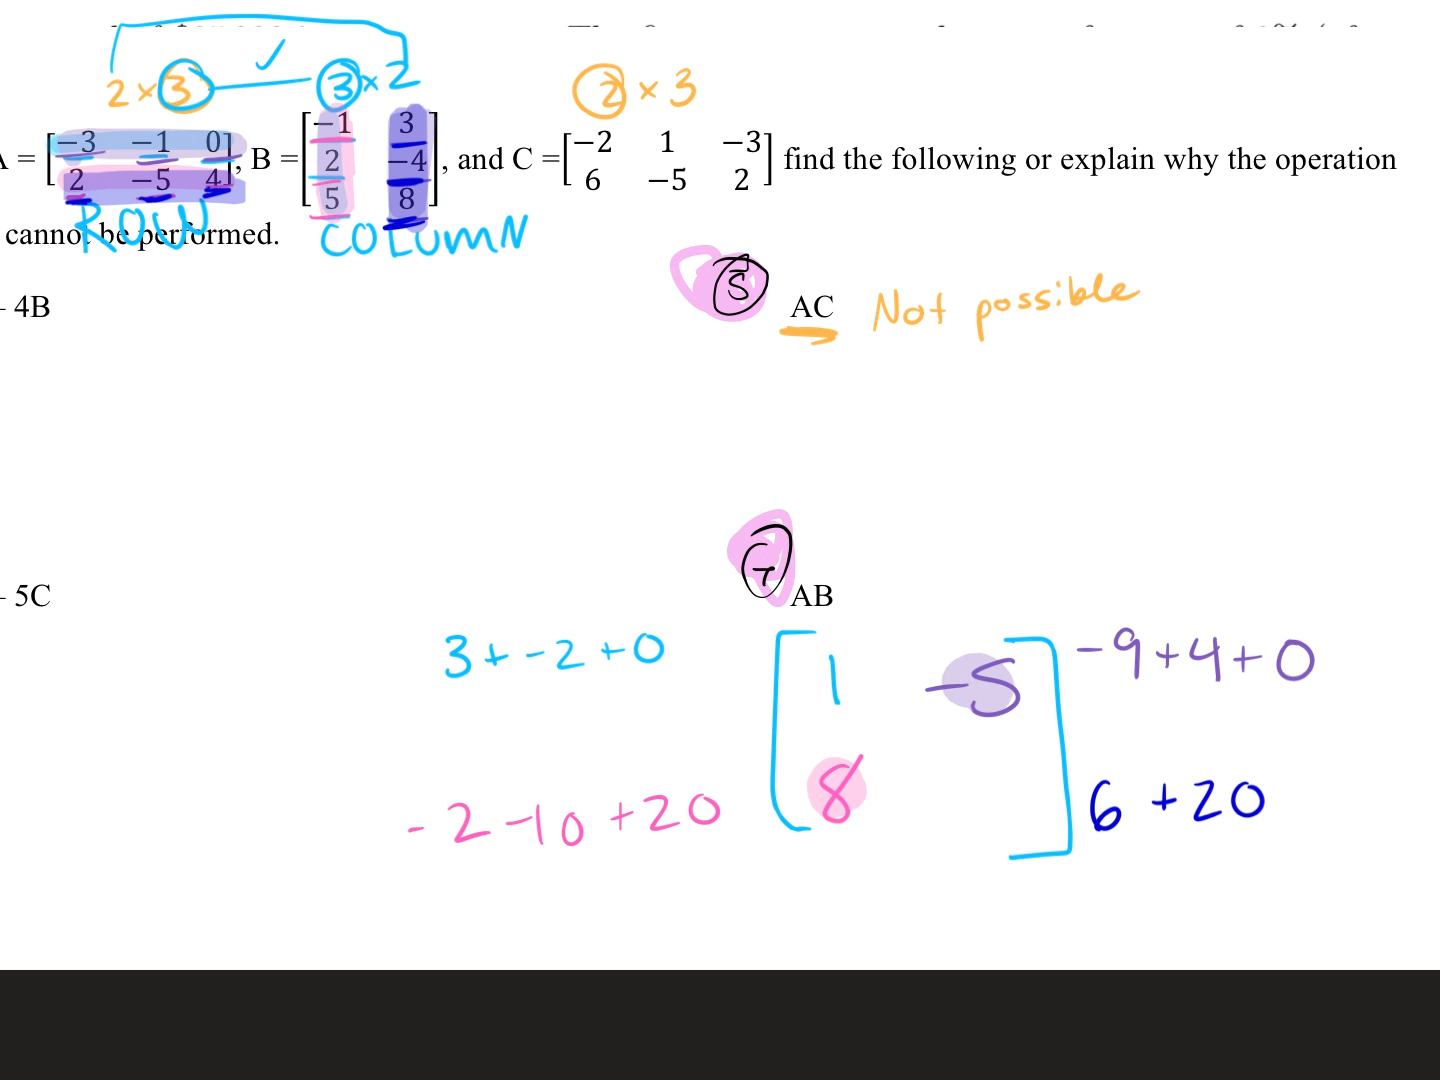 2 × 3 3 × 2 2 × 3
A = [−3 −1 0 2 −5 4], B = [−1 3 2 −4 5 8], and C = [−2 1 −3 6 −5 2] find the following or explain why the operation
ROW COLUMN
cannot be performed.
– 4B
5 AC Not possible
– 5C
7 AB
3 + -2 + 0 [1 -5] -9+4+0
-2 -10 +20 [8 ] 6 +20